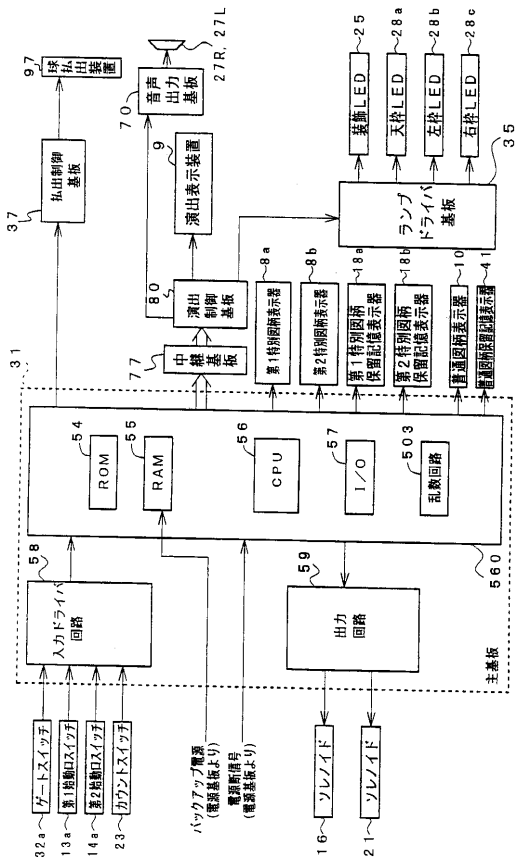 31
32a
ゲートスイッチ
13a
第1始動口スイッチ
14a
第2始動口スイッチ
23
カウントスイッチ
バックアップ電源
(電源基板より)
電源断信号
(電源基板より)
16
ソレノイド
21
ソレノイド
58
入力ドライバ
回路
59
出力
回路
主基板
54
ROM
55
RAM
56
CPU
57
I/O
503
乱数回路
560
37
払出制御
基板
97
球払出装置
77
中継基板
80
演出制御
基板
70
音声
出力
基板
27R, 27L
9
演出表示装置
8a
第1特別図柄表示器
8b
第2特別図柄表示器
18a
第1特別図柄
保留記憶表示器
18b
第2特別図柄
保留記憶表示器
10
普通図柄表示器
41
普通図柄保留記憶表示器
35
ランプ
ドライバ
基板
25
装飾LED
28a
天枠LED
28b
左枠LED
28c
右枠LED